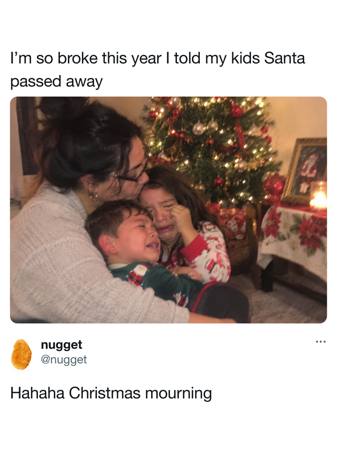 I'm so broke this year I told my kids Santa
passed away
nugget
@nugget
Hahaha Christmas mourning